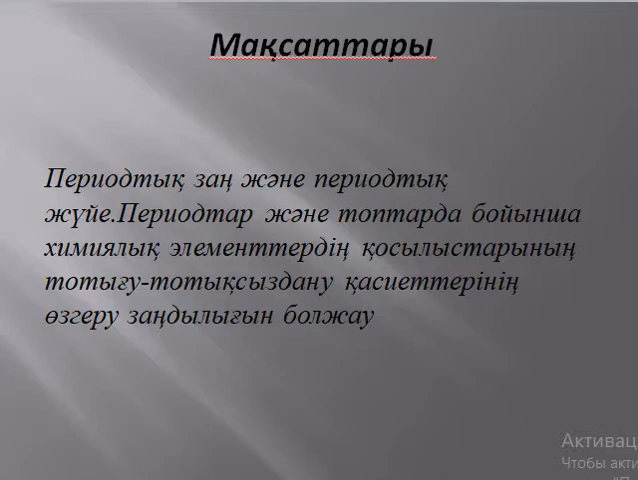 Мақсаттары
Периодтық заң және периодтық
жүйе.Периодтар және топтарда бойынша
химиялық элементтердің қосылыстарының
тотығу-тотықсыздану қасиеттерінің
өзгеру заңдылығын болжау
Активац
Чтобы акти